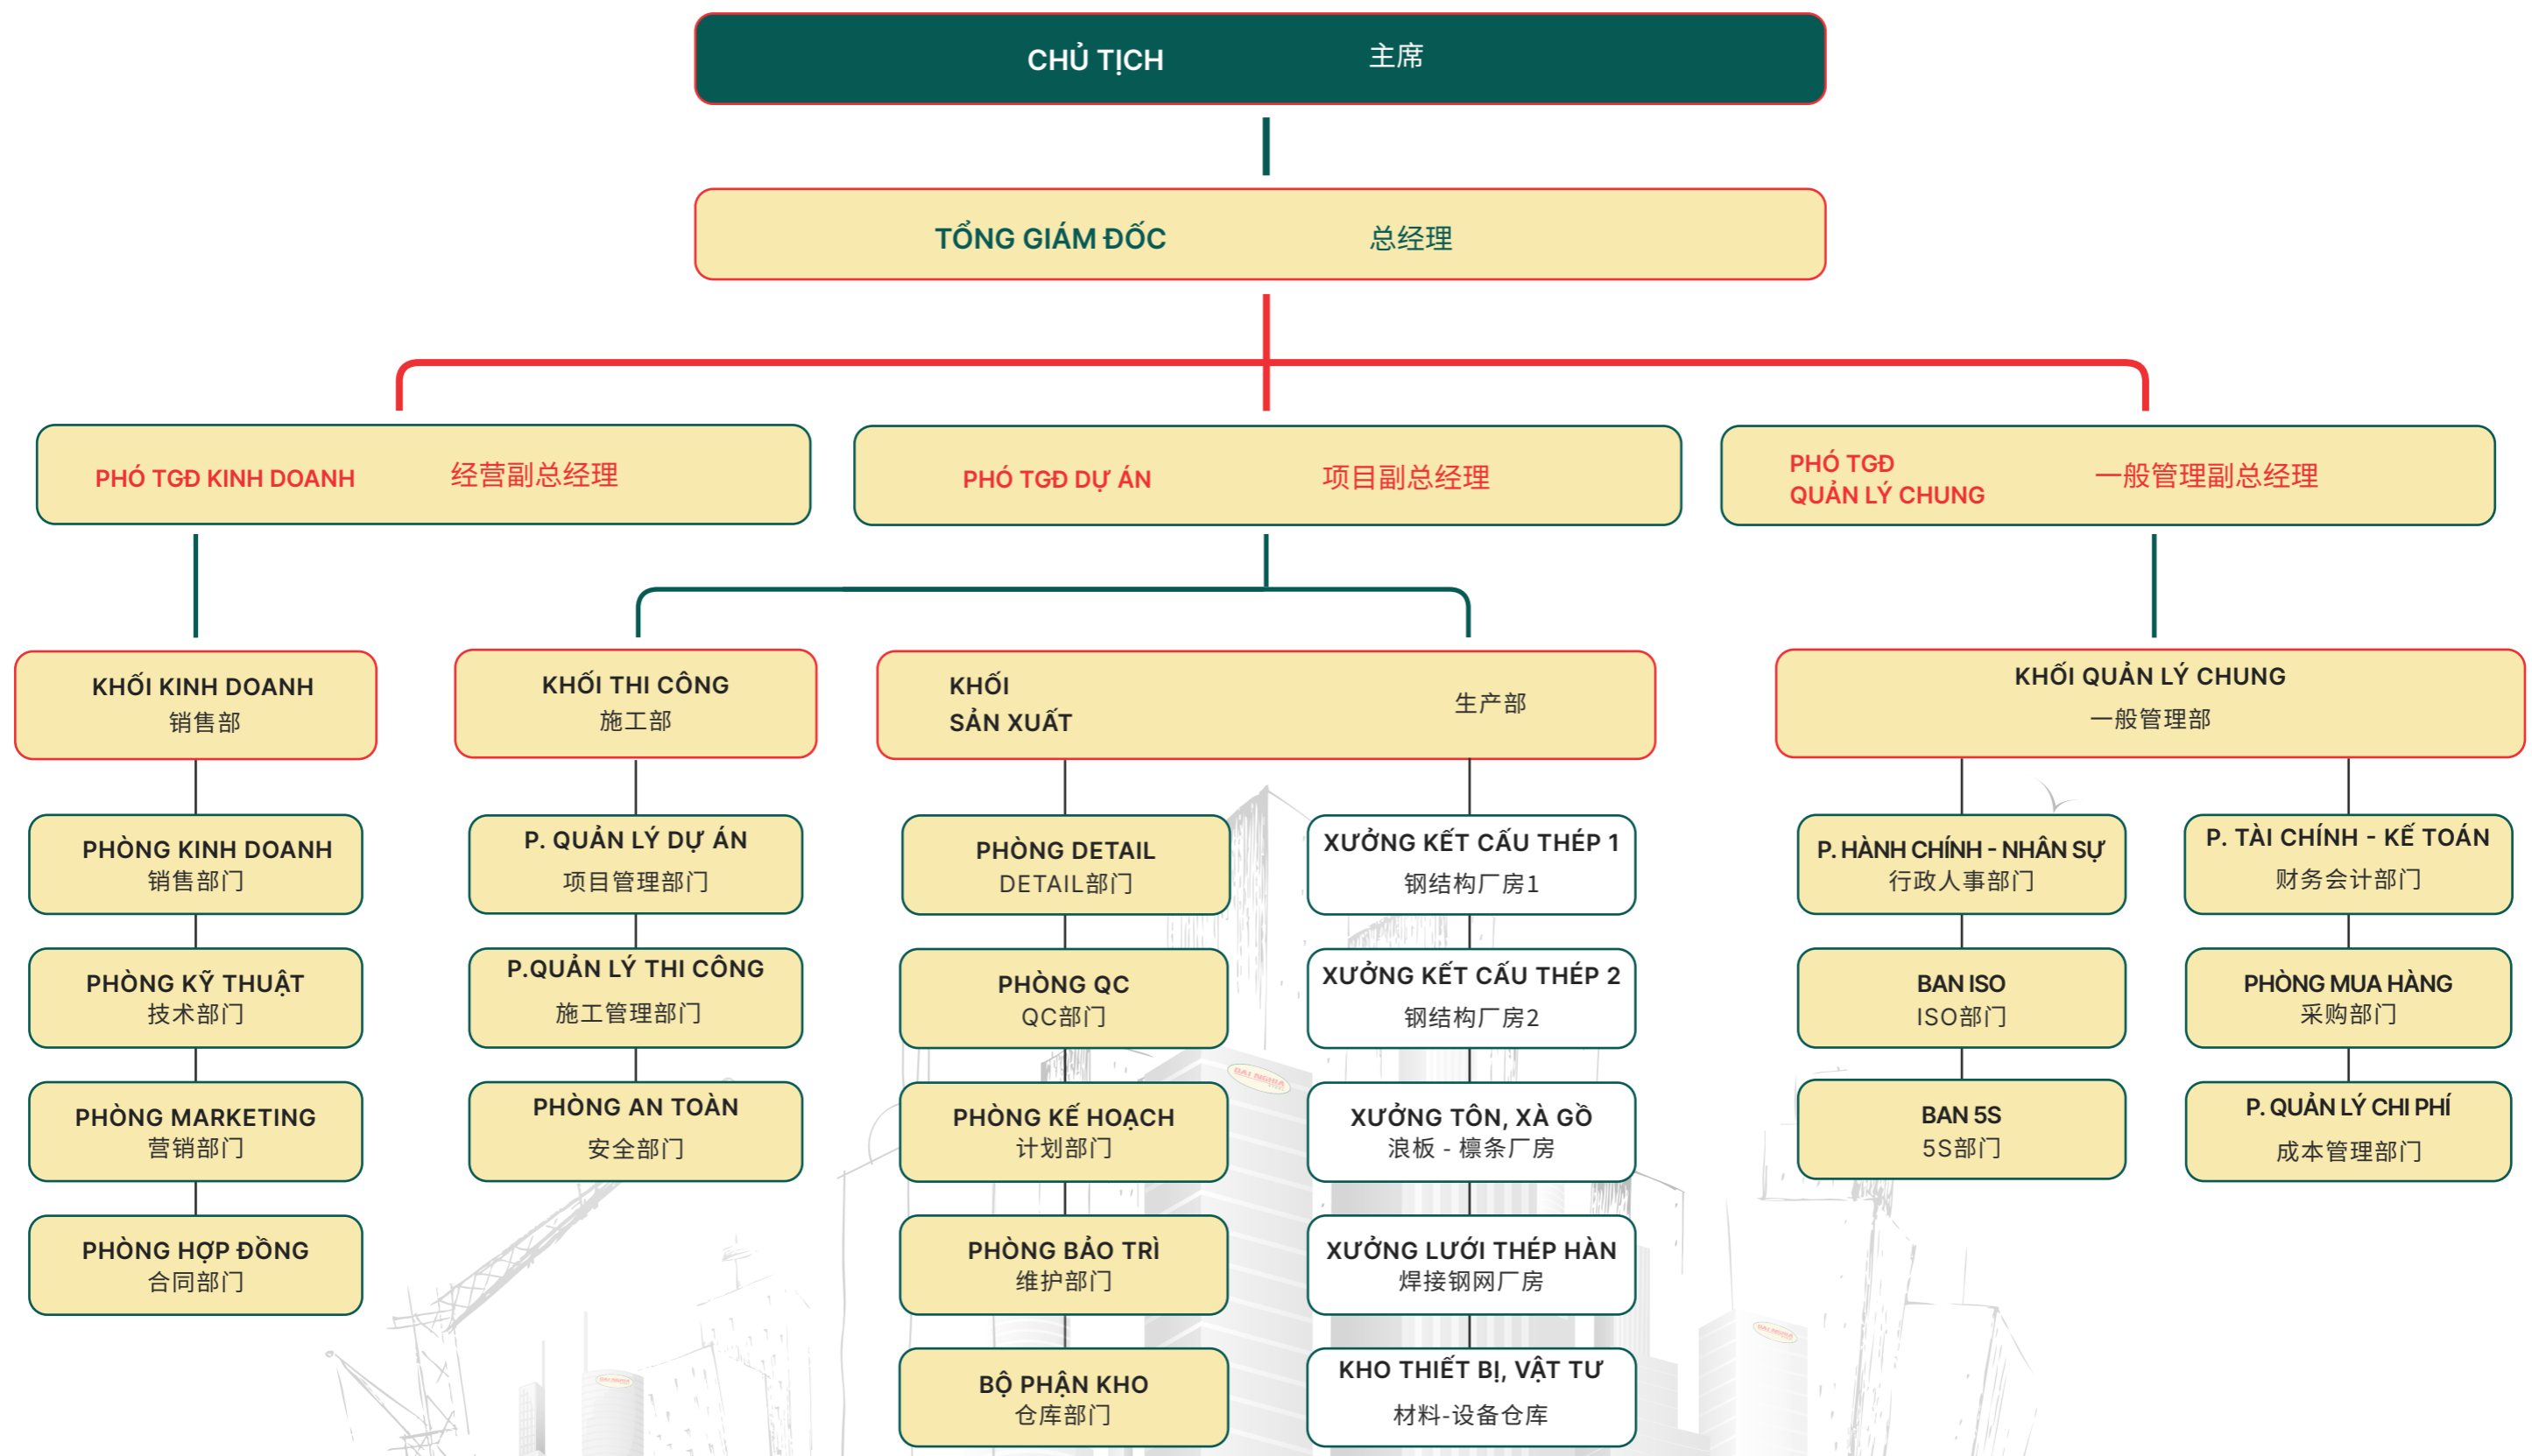 CHỦ TỊCH 主席
TỔNG GIÁM ĐỐC 总经理
PHÓ TGĐ KINH DOANH 经营副总经理
PHÓ TGĐ DỰ ÁN 项目副总经理
PHÓ TGĐ
QUẢN LÝ CHUNG
一般管理副总经理
KHỐI KINH DOANH
销售部
PHÒNG KINH DOANH
销售部门
PHÒNG KỸ THUẬT
技术部门
PHÒNG MARKETING
营销部门
PHÒNG HỢP ĐỒNG
合同部门
KHỐI THI CÔNG
施工部
P. QUẢN LÝ DỰ ÁN
项目管理部门
P.QUẢN LÝ THI CÔNG
施工管理部门
PHÒNG AN TOÀN
安全部门
KHỐI
SẢN XUẤT
生产部
PHÒNG DETAIL
DETAIL部门
PHÒNG QC
QC部门
PHÒNG KẾ HOẠCH
计划部门
PHÒNG BẢO TRÌ
维护部门
BỘ PHẬN KHO
仓库部门
XƯỞNG KẾT CẤU THÉP 1
钢结构厂房1
XƯỞNG KẾT CẤU THÉP 2
钢结构厂房2
XƯỞNG TÔN, XÀ GỒ
浪板 - 檩条厂房
XƯỞNG LƯỚI THÉP HÀN
焊接钢网厂房
KHO THIẾT BỊ, VẬT TƯ
材料-设备仓库
KHỐI QUẢN LÝ CHUNG
一般管理部
P. HÀNH CHÍNH - NHÂN SỰ
行政人事部门
BAN ISO
ISO部门
BAN 5S
5S部门
P. TÀI CHÍNH - KẾ TOÁN
财务会计部门
PHÒNG MUA HÀNG
采购部门
P. QUẢN LÝ CHI PHÍ
成本管理部门
DAI NGHIA
DAI NGHIA
DAI NGHIA